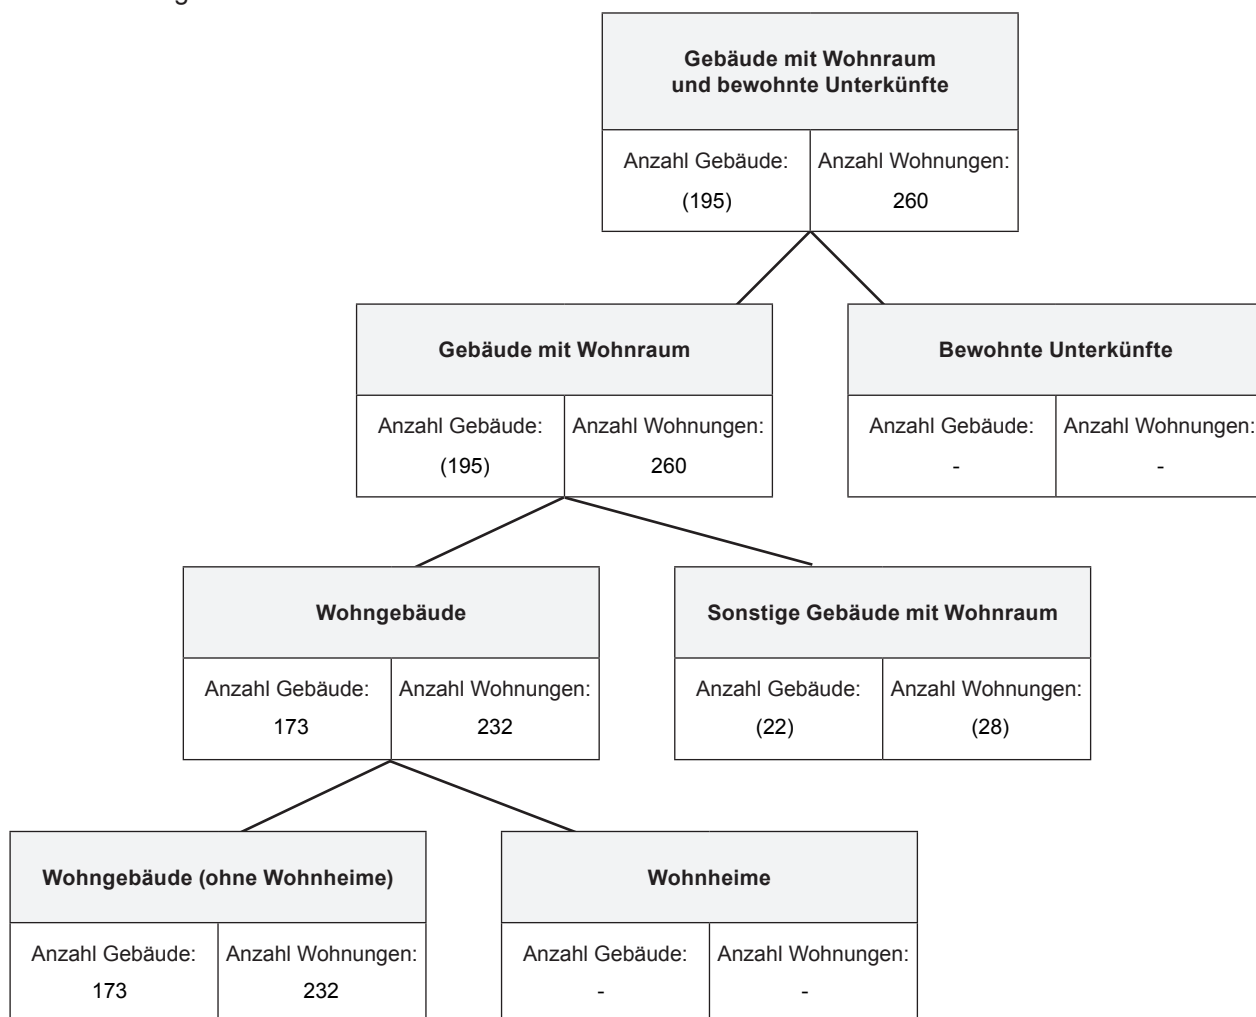 Gebäude mit Wohnraum
und bewohnte Unterkünfte
Anzahl Gebäude: Anzahl Wohnungen:
(195) 260
Gebäude mit Wohnraum Bewohnte Unterkünfte
Anzahl Gebäude: Anzahl Wohnungen: Anzahl Gebäude: Anzahl Wohnungen:
(195) 260 - -
Wohngebäude Sonstige Gebäude mit Wohnraum
Anzahl Gebäude: Anzahl Wohnungen: Anzahl Gebäude: Anzahl Wohnungen:
173 232 (22) (28)
Wohngebäude (ohne Wohnheime) Wohnheime
Anzahl Gebäude: Anzahl Wohnungen: Anzahl Gebäude: Anzahl Wohnungen:
173 232 - -